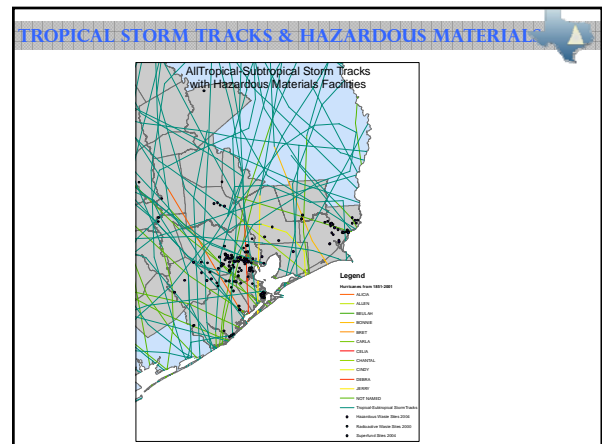 TROPICAL STORM TRACKS & HAZARDOUS MATERIALS
AllTropical-Subtropical Storm Tracks
with Hazardous Materials Facilities
Legend
Hurricanes from 1851-2001
ALICIA
ALLEN
BEULAH
BONNIE
BRET
CARLA
CELIA
CHANTAL
CINDY
DEBRA
JERRY
NOT NAMED
Tropical-Subtropical Storm Tracks
Hazardous Waste Sites 2004
Radioactive Waste Sites 2000
Superfund Sites 2004